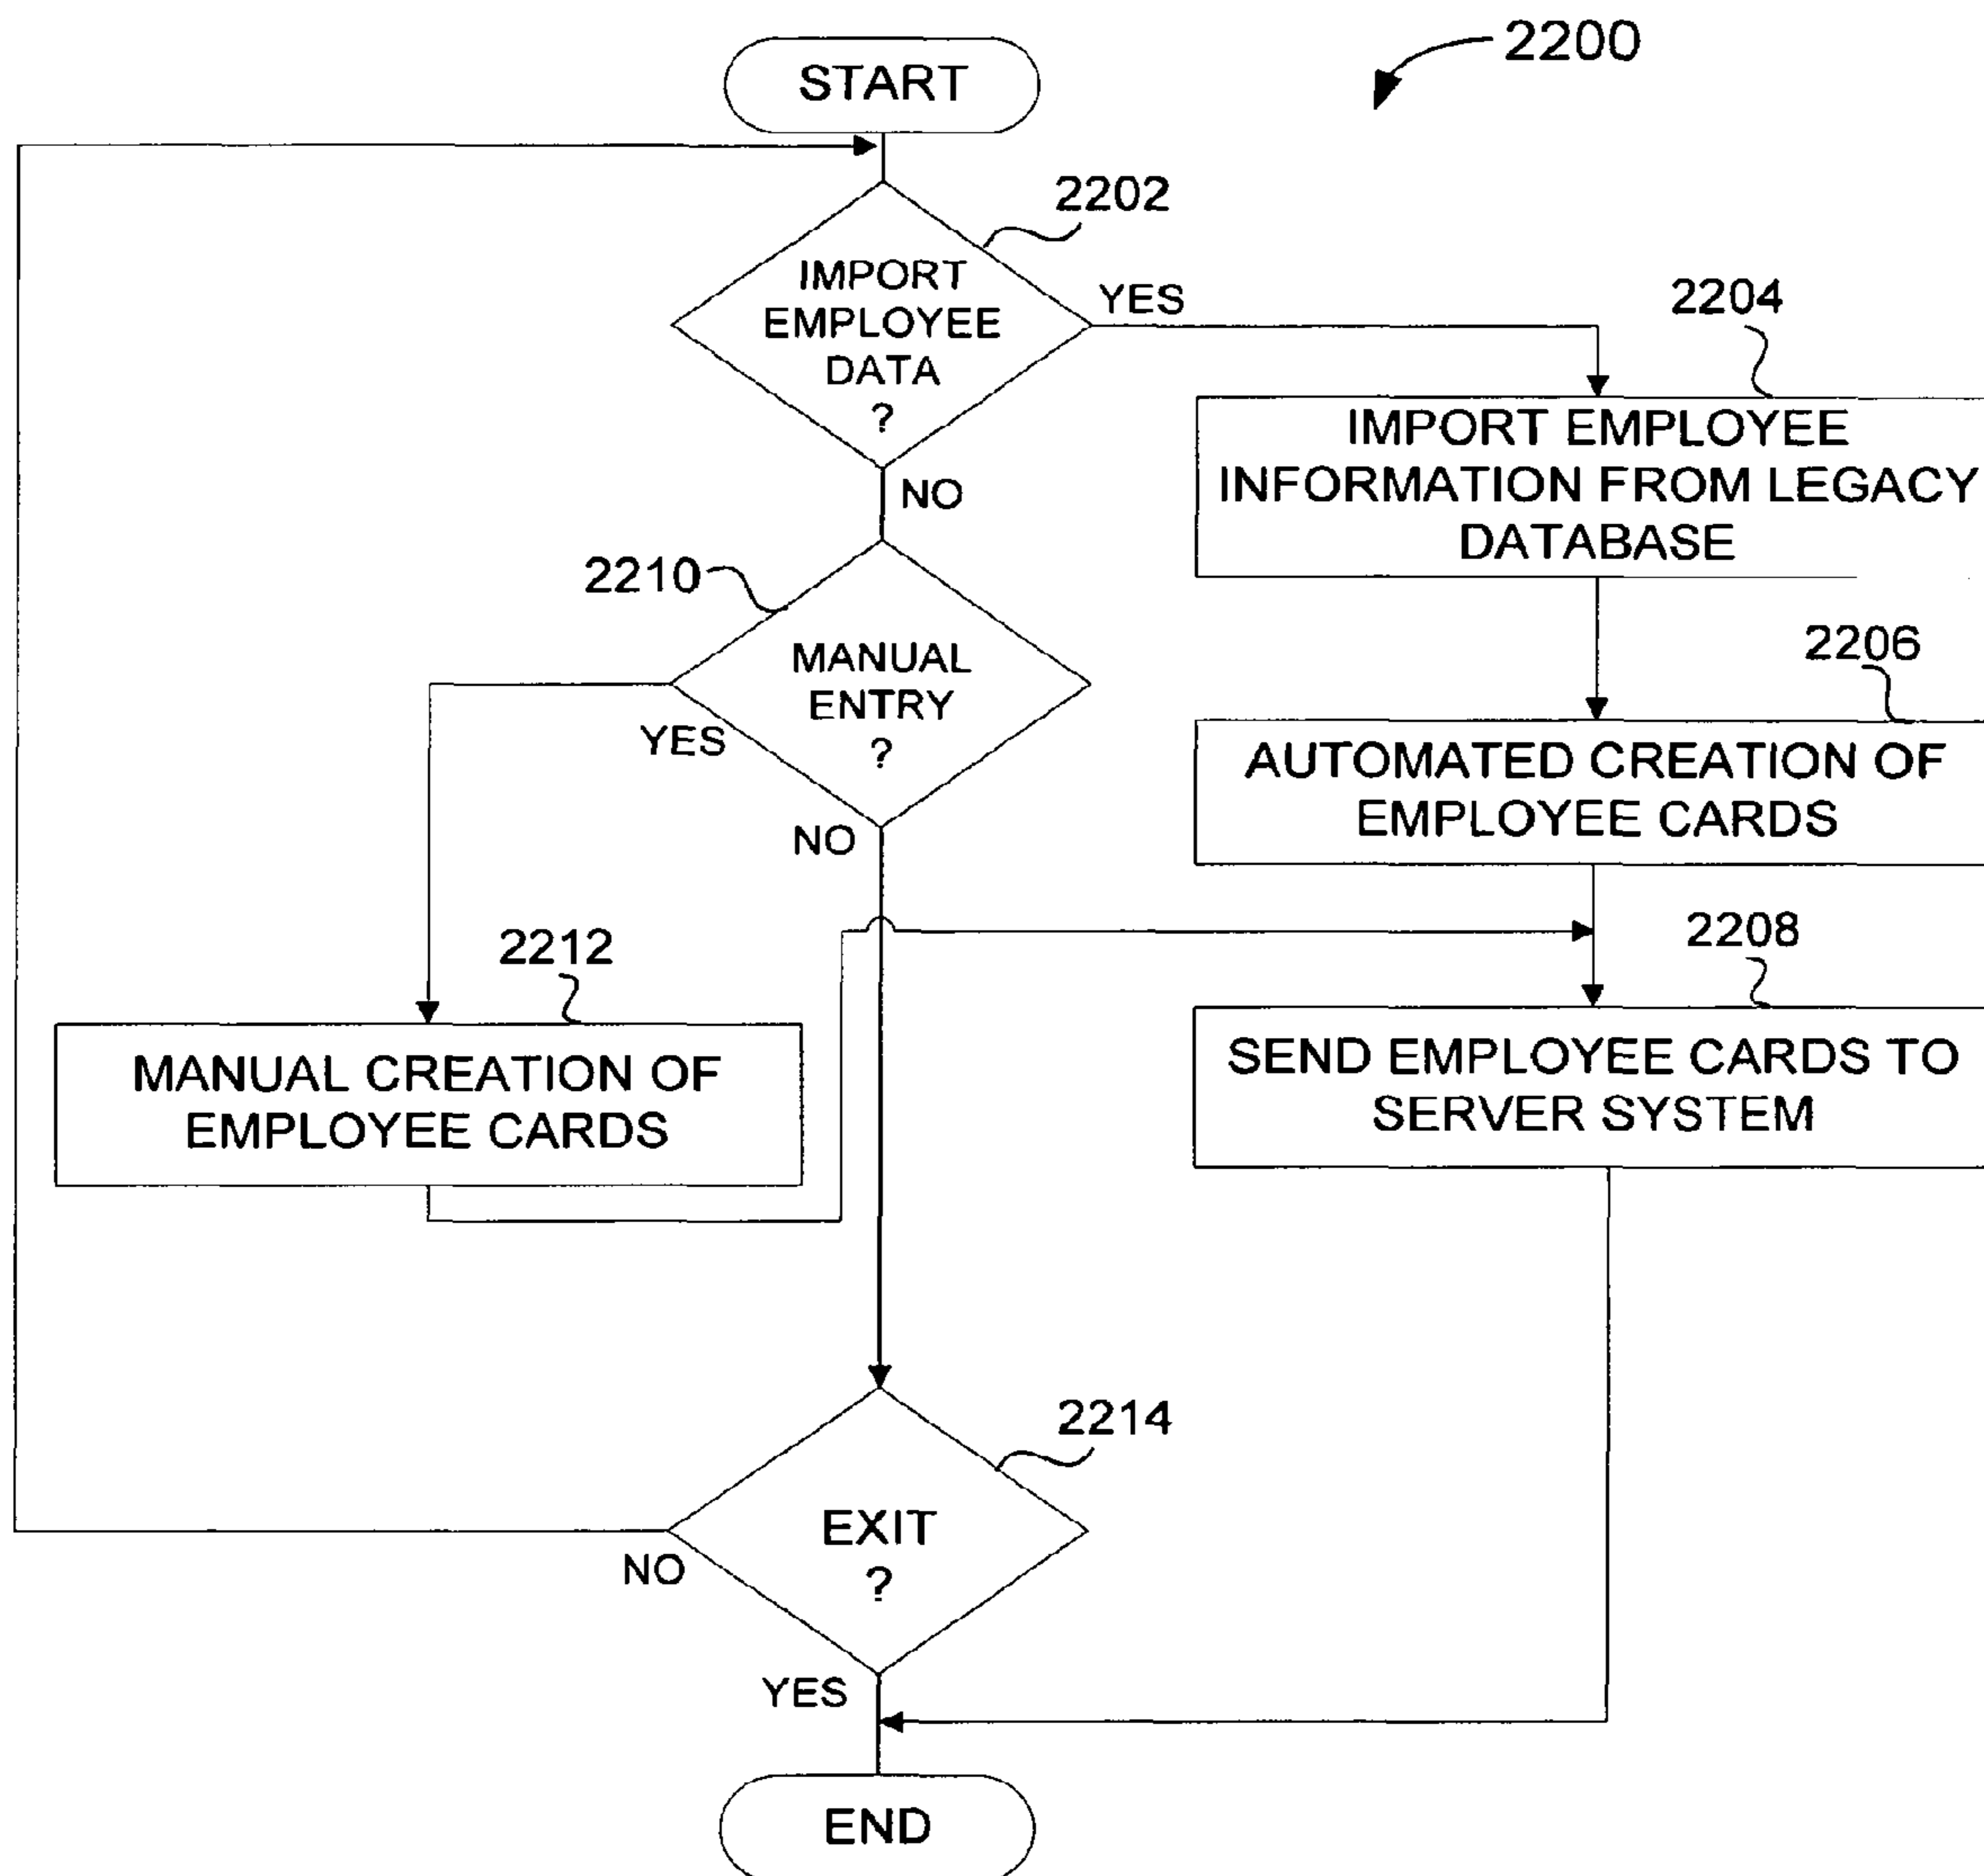 START
2200
2202
IMPORT
EMPLOYEE
DATA
?
YES
NO
2204
IMPORT EMPLOYEE
INFORMATION FROM LEGACY
DATABASE
2210
MANUAL
ENTRY
?
YES
NO
2206
AUTOMATED CREATION OF
EMPLOYEE CARDS
2212
MANUAL CREATION OF
EMPLOYEE CARDS
2208
SEND EMPLOYEE CARDS TO
SERVER SYSTEM
2214
EXIT
?
NO
YES
END